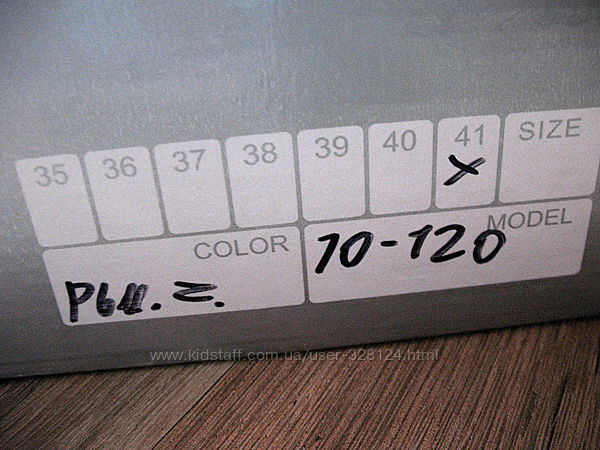 35 36 37 38 39 40 41 SIZE
X
COLOR MODEL
10-120
www.kidstaff.com.ua/user-328124.html